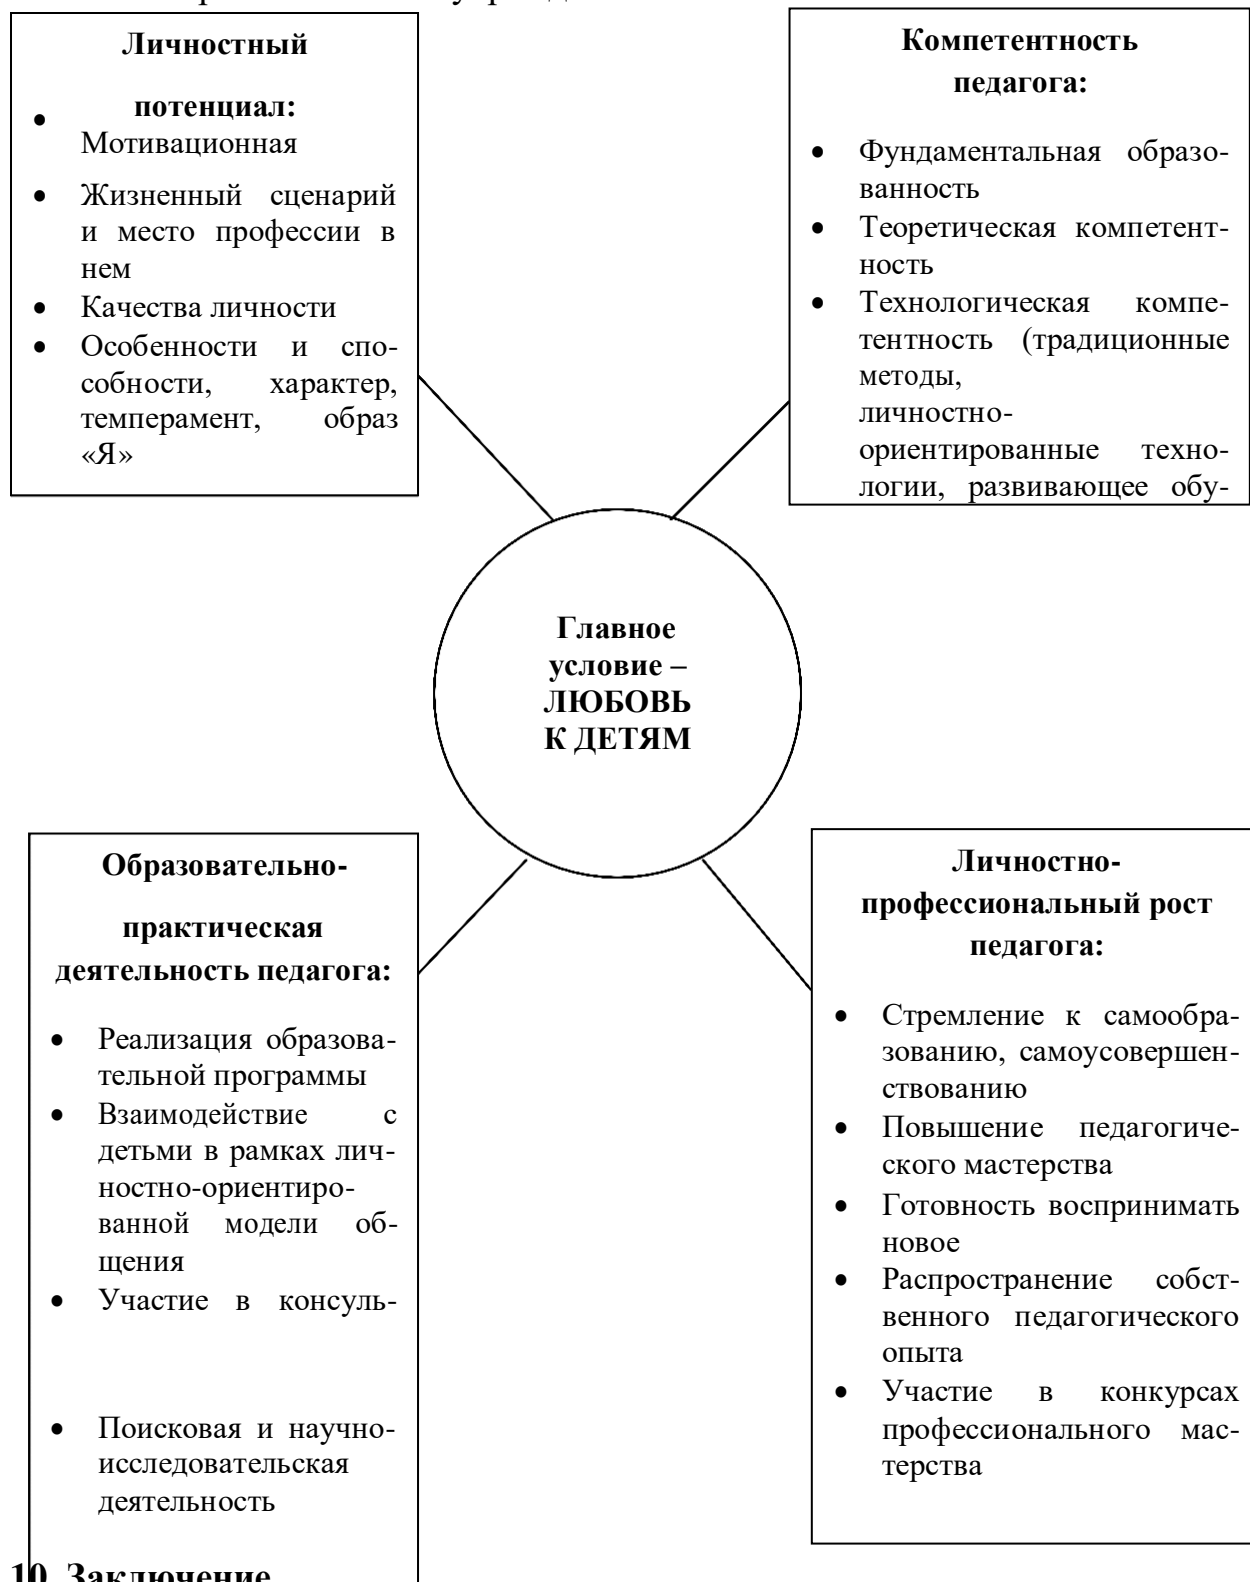 Личностный
потенциал:
• Мотивационная
• Жизненный сценарий
и место профессии в
нем
• Качества личности
• Особенности и спо-
собности, характер,
темперамент, образ
«Я»
Компетентность
педагога:
• Фундаментальная образо-
ванность
• Теоретическая компетент-
ность
• Технологическая компе-
тентность (традиционные
методы,
личностно-
ориентированные техно-
логии, развивающее обу-
Главное
условие –
ЛЮБОВЬ
К ДЕТЯМ
Образовательно-
практическая
деятельность педагога:
• Реализация образова-
тельной программы
• Взаимодействие с
детьми в рамках лич-
ностно-ориентиро-
ванной модели об-
щения
• Участие в консуль-
• Поисковая и научно-
исследовательская
деятельность
Личностно-
профессиональный рост
педагога:
• Стремление к самообра-
зованию, самоусовершен-
ствованию
• Повышение педагогиче-
ского мастерства
• Готовность воспринимать
новое
• Распространение собст-
венного педагогического
опыта
• Участие в конкурсах
профессионального мас-
терства
10. Заключение